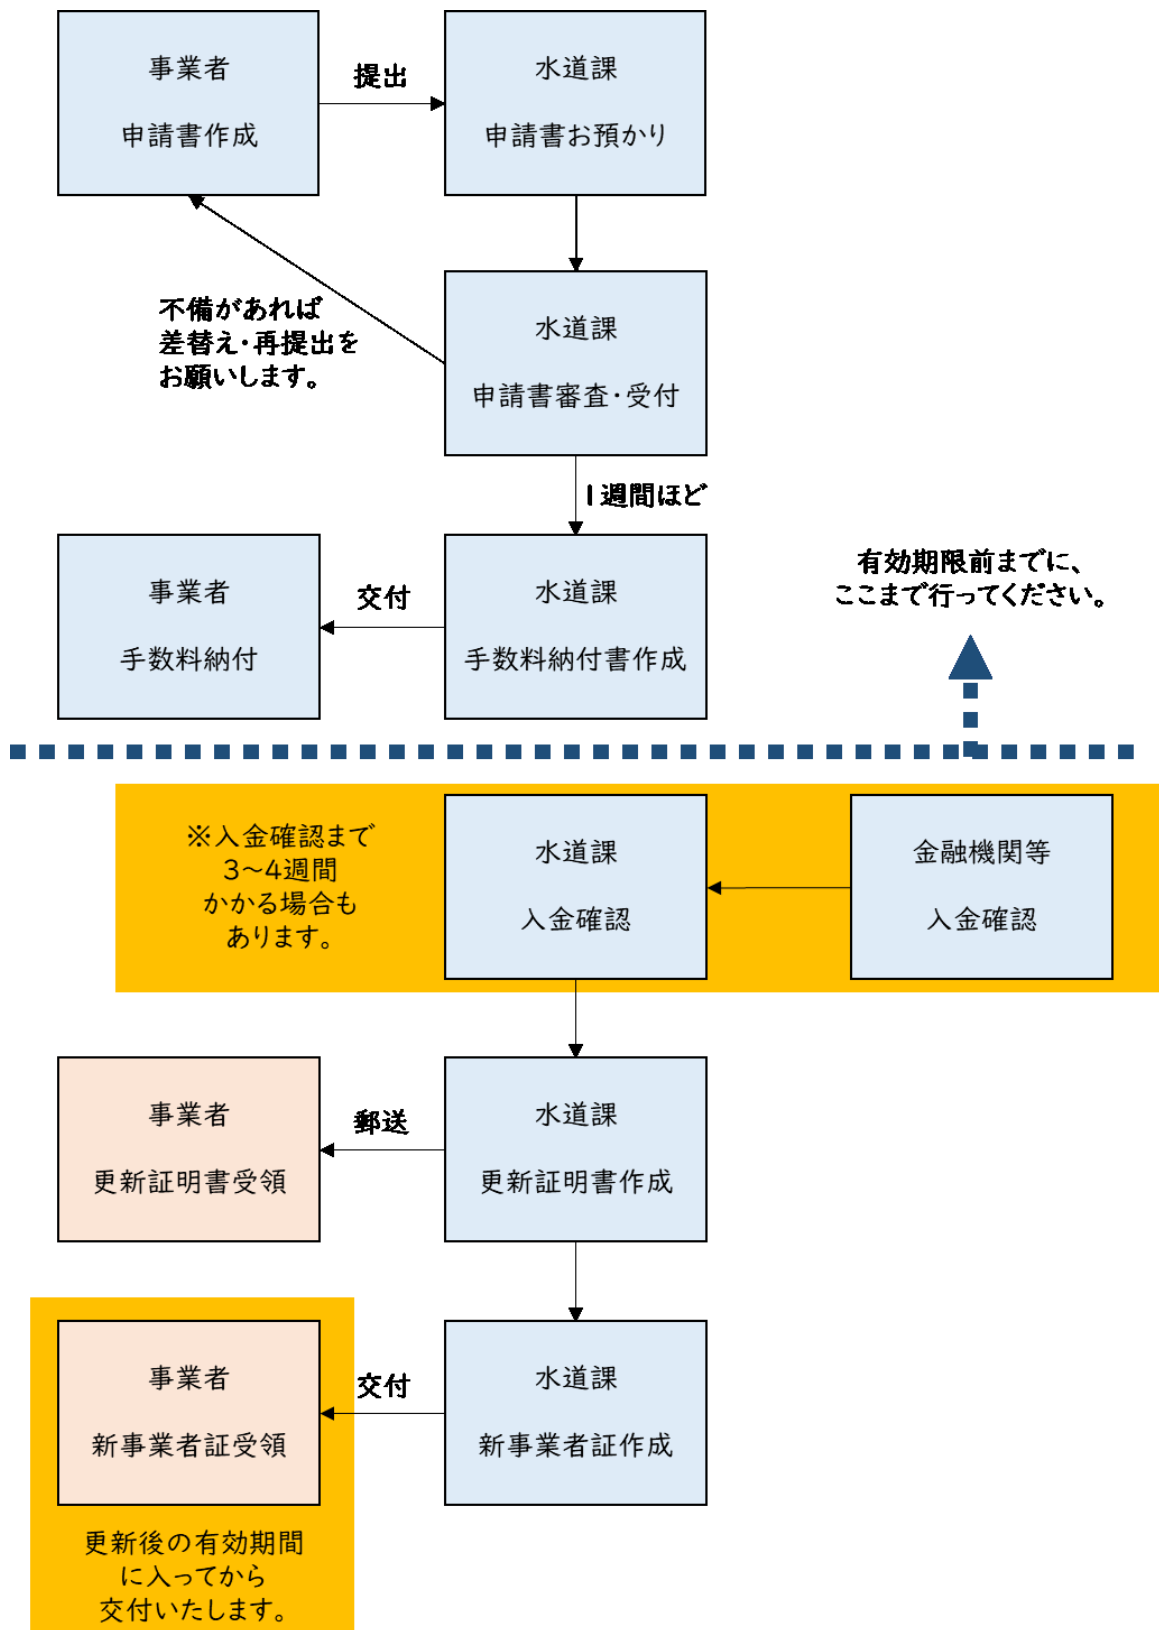 事業者
申請書作成
提出
水道課
申請書お預かり
不備があれば
差替え・再提出を
お願いします。
水道課
申請書審査・受付
1週間ほど
事業者
手数料納付
交付
水道課
手数料納付書作成
有効期限前までに、
ここまで行ってください。
※入金確認まで
3~4週間
かかる場合も
あります。
水道課
入金確認
金融機関等
入金確認
事業者
更新証明書受領
郵送
水道課
更新証明書作成
事業者
新事業者証受領
交付
水道課
新事業者証作成
更新後の有効期間
に入ってから
交付いたします。